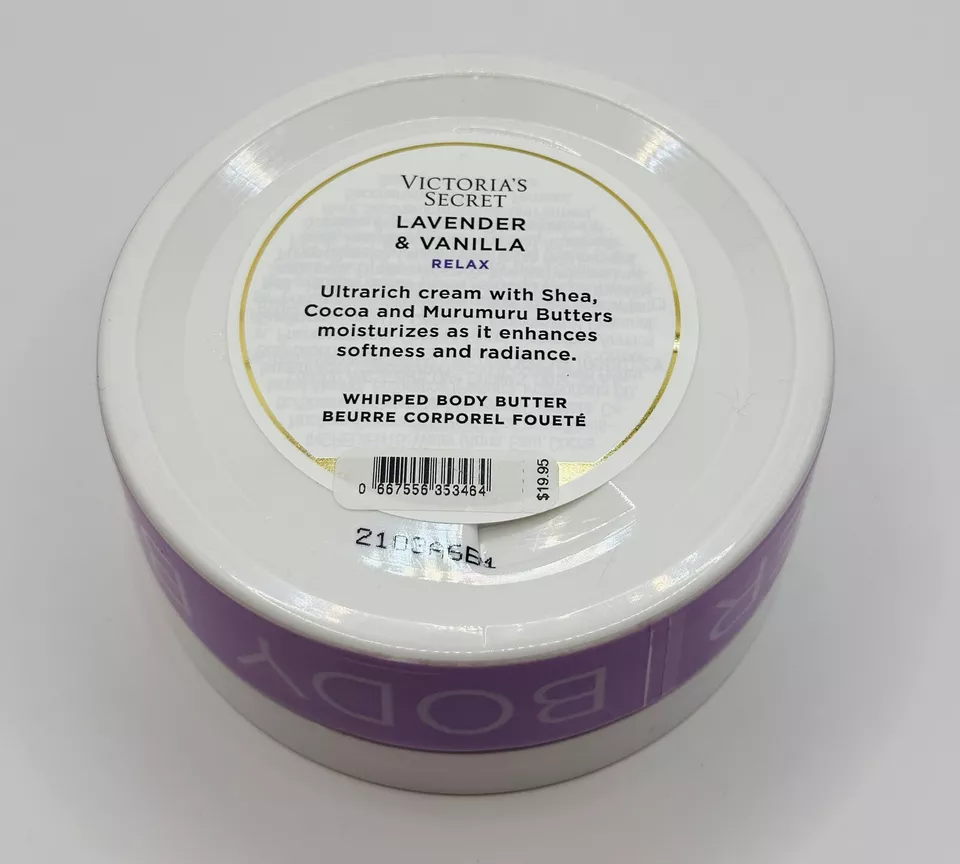 VICTORIA'S
SECRET
LAVENDER
& VANILLA
RELAX
Ultrarich cream with Shea,
Cocoa and Murumuru Butters
moisturizes as it enhances
softness and radiance.
WHIPPED BODY BUTTER
BEURRE CORPOREL FOUETÉ
0 667556 353464
$19.95
BODY